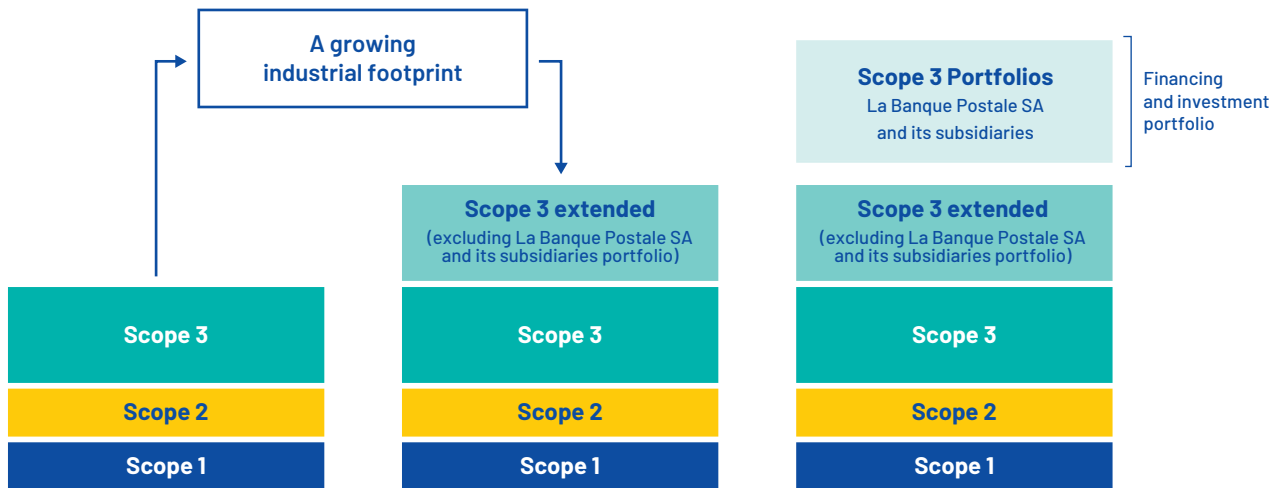 A growing
industrial footprint
Scope 3
Scope 2
Scope 1
Scope 3 extended
(excluding La Banque Postale SA
and its subsidiaries portfolio)
Scope 3
Scope 2
Scope 1
Scope 3 Portfolios
La Banque Postale SA
and its subsidiaries
Financing
and investment
portfolio
Scope 3 extended
(excluding La Banque Postale SA
and its subsidiaries portfolio)
Scope 3
Scope 2
Scope 1